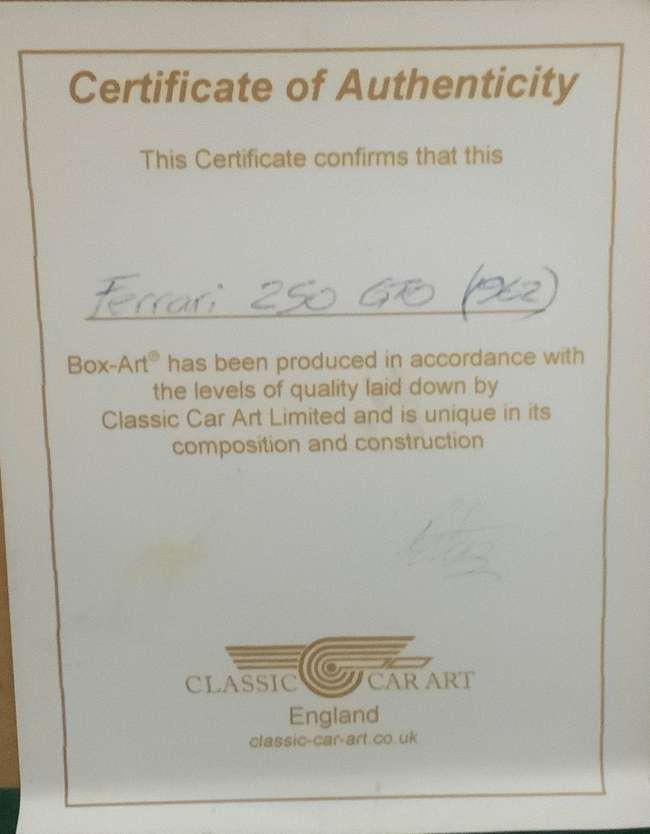 Certificate of Authenticity
This Certificate confirms that this
Ferrari 250 GTO (1962)
Box-Art® has been produced in accordance with
the levels of quality laid down by
Classic Car Art Limited and is unique in its
composition and construction
CLASSIC CAR ART
England
classic-car-art.co.uk